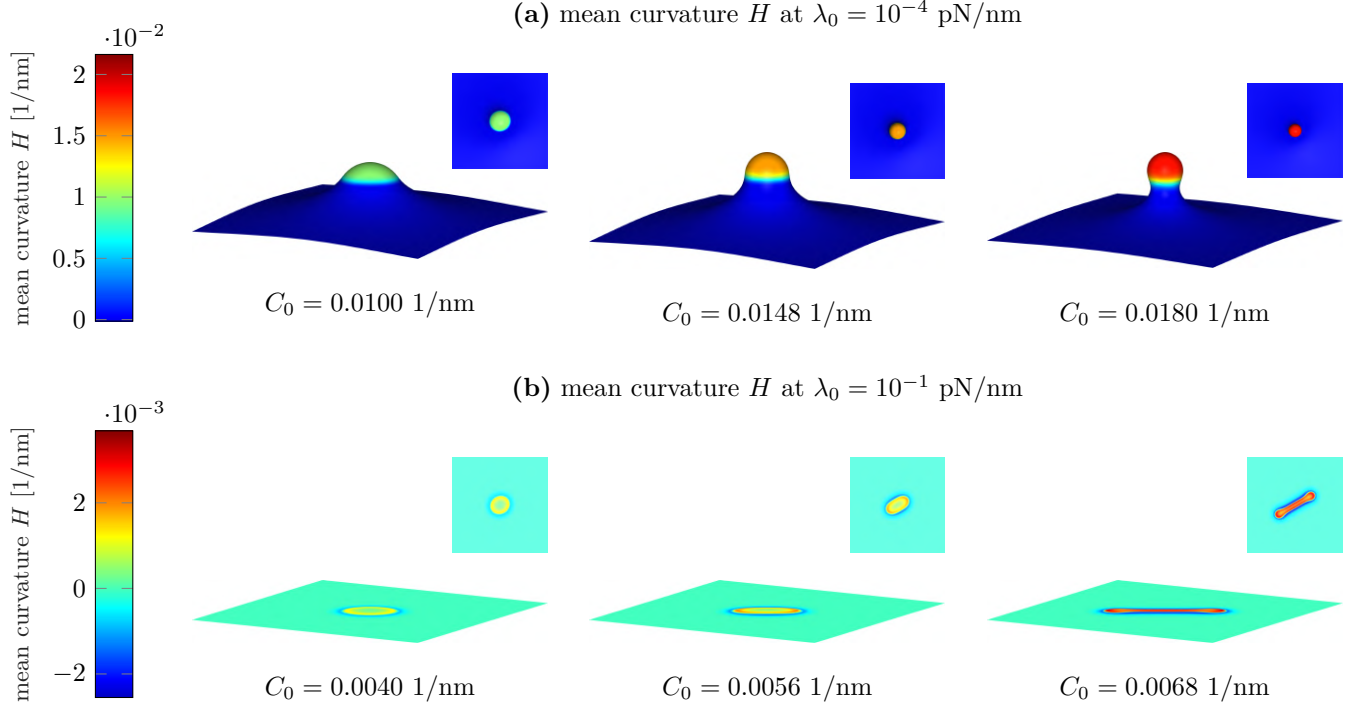 (a) mean curvature H at λ₀ = 10⁻⁴ pN/nm
·10⁻²
mean curvature H [1/nm]
2
1.5
1
0.5
0
C₀ = 0.0100 1/nm
C₀ = 0.0148 1/nm
C₀ = 0.0180 1/nm
(b) mean curvature H at λ₀ = 10⁻¹ pN/nm
·10⁻³
mean curvature H [1/nm]
2
0
−2
C₀ = 0.0040 1/nm
C₀ = 0.0056 1/nm
C₀ = 0.0068 1/nm